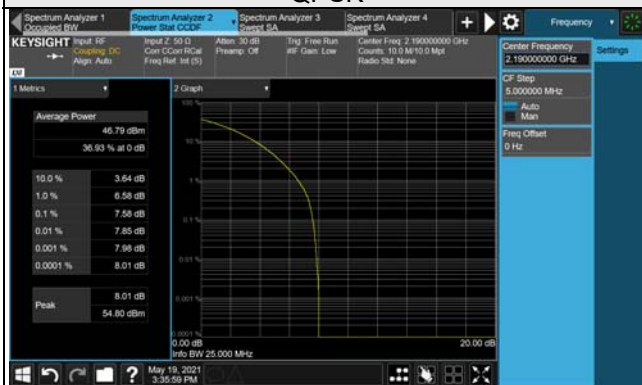 QPSK
Spectrum Analyzer 1
Occupied BW
Spectrum Analyzer 2
Power Stat CCDF
Spectrum Analyzer 3
Swept SA
Spectrum Analyzer 4
Swept SA
Frequency
KEYSIGHT
Input: RF
Coupling: DC
Align: Auto
Input Z: 50 Ω
Corr CCorr RCal
Freq Ref: Int (S)
Atten: 30 dB
Preamp: Off
Trig: Free Run
#IF Gain: Low
Center Freq: 2.190000000 GHz
Counts: 10.0 M/10.0 Mpt
Radio Std: None
Center Frequency
2.190000000 GHz
Settings
CF Step
5.000000 MHz
Auto
Man
Freq Offset
0 Hz
1 Metrics
2 Graph
Average Power
46.79 dBm
36.93 % at 0 dB
10.0 % 3.64 dB
1.0 % 6.58 dB
0.1 % 7.58 dB
0.01 % 7.85 dB
0.001 % 7.98 dB
0.0001 % 8.01 dB
Peak
8.01 dB
54.80 dBm
100 %
10 %
1 %
0.1 %
0.01 %
0.001 %
0.0001 %
0.00 dB
20.00 dB
Info BW 25.000 MHz
May 19, 2021
3:35:59 PM